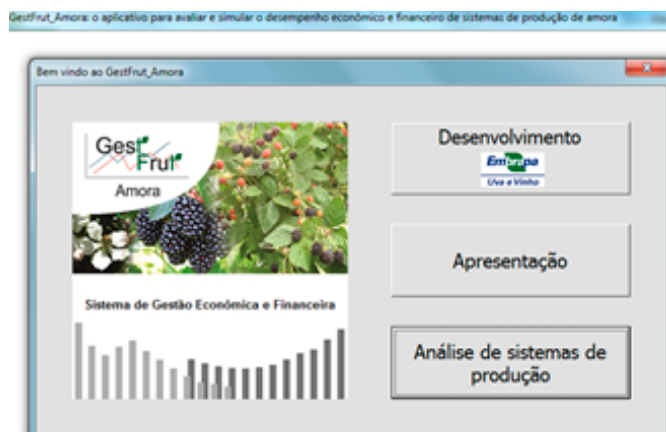 GestFrut_Amora: o aplicativo para avaliar e simular o desempenho econômico e financeiro de sistemas de produção de amora
Bem vindo ao GestFrut_Amora
Gest
Frut
Amora
Sistema de Gestão Econômica e Financeira
Desenvolvimento
Embrapa
Uva e Vinho
Apresentação
Análise de sistemas de
produção